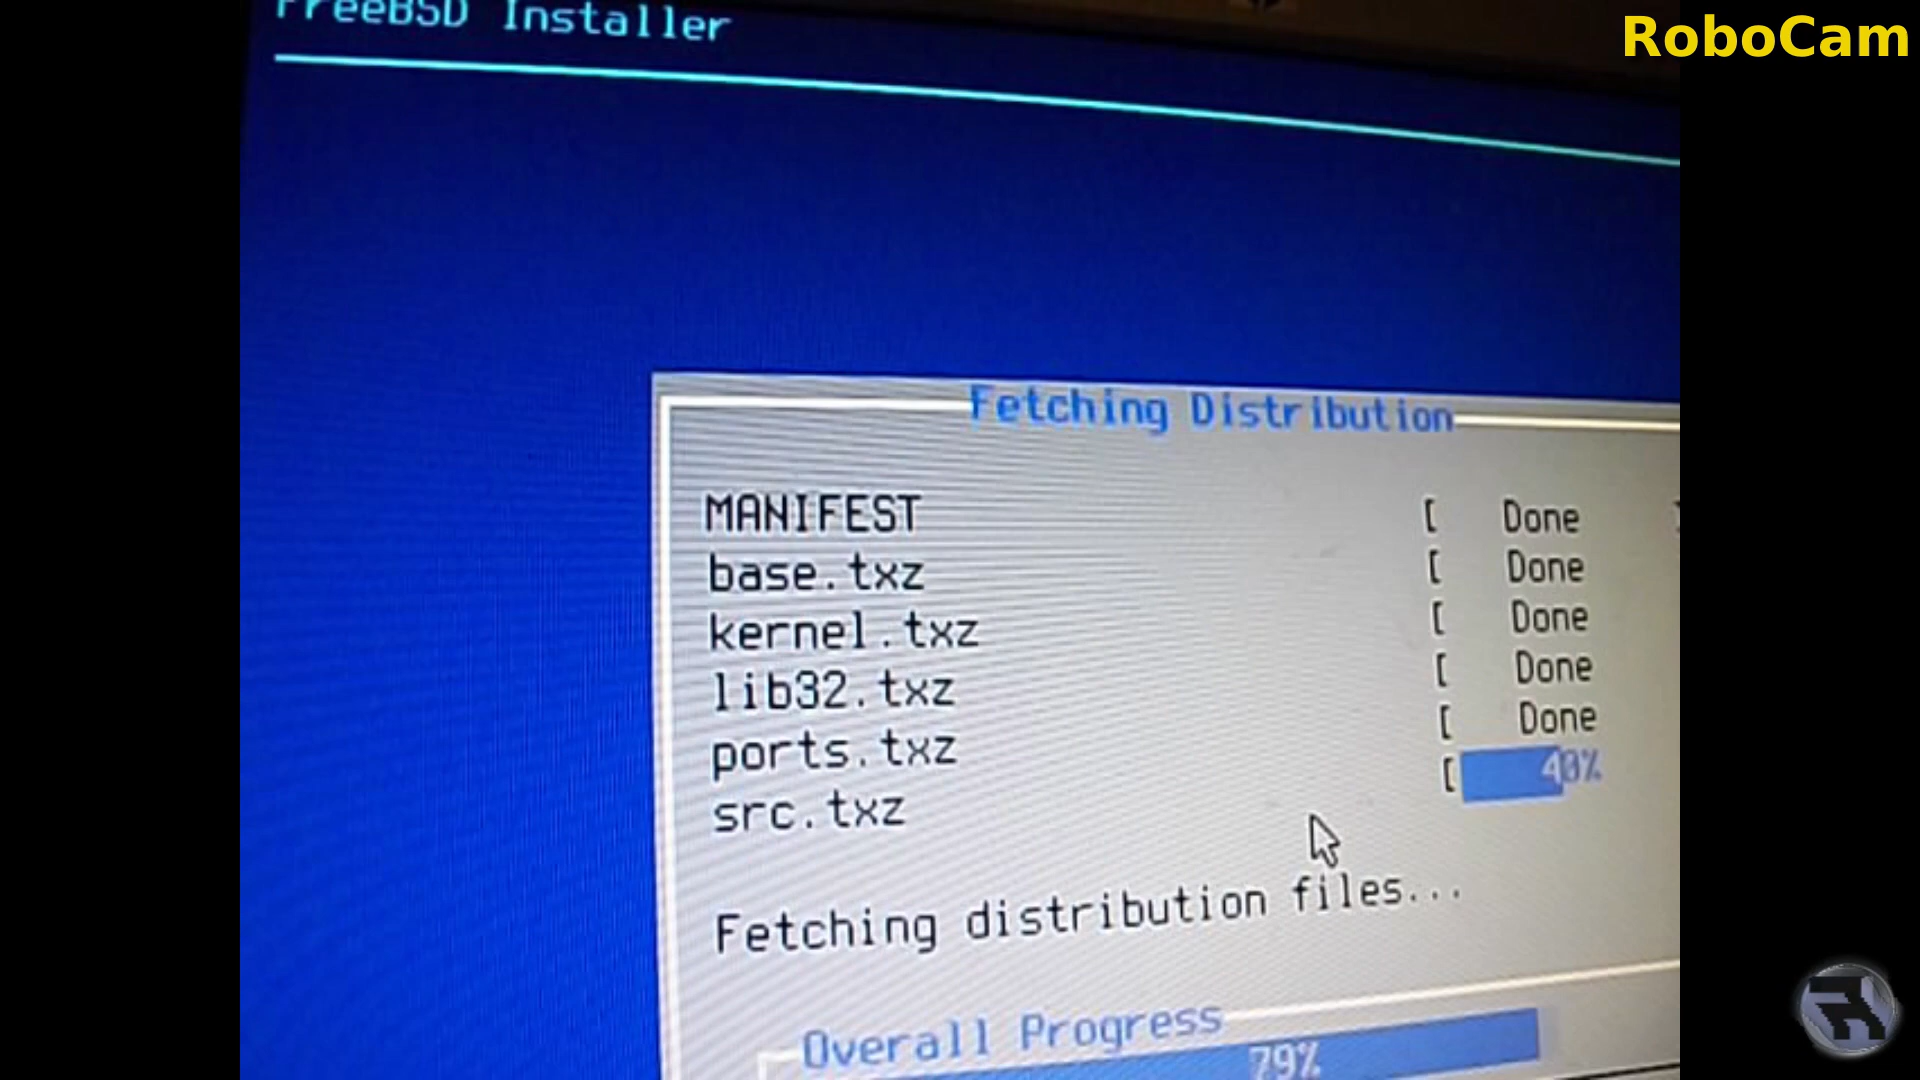 FreeBSD Installer
RoboCam
Fetching Distribution
MANIFEST [ Done ]
base.txz [ Done
kernel.txz [ Done
lib32.txz [ Done
ports.txz [ Done
src.txz [ 40%
Fetching distribution files...
Overall Progress
79%